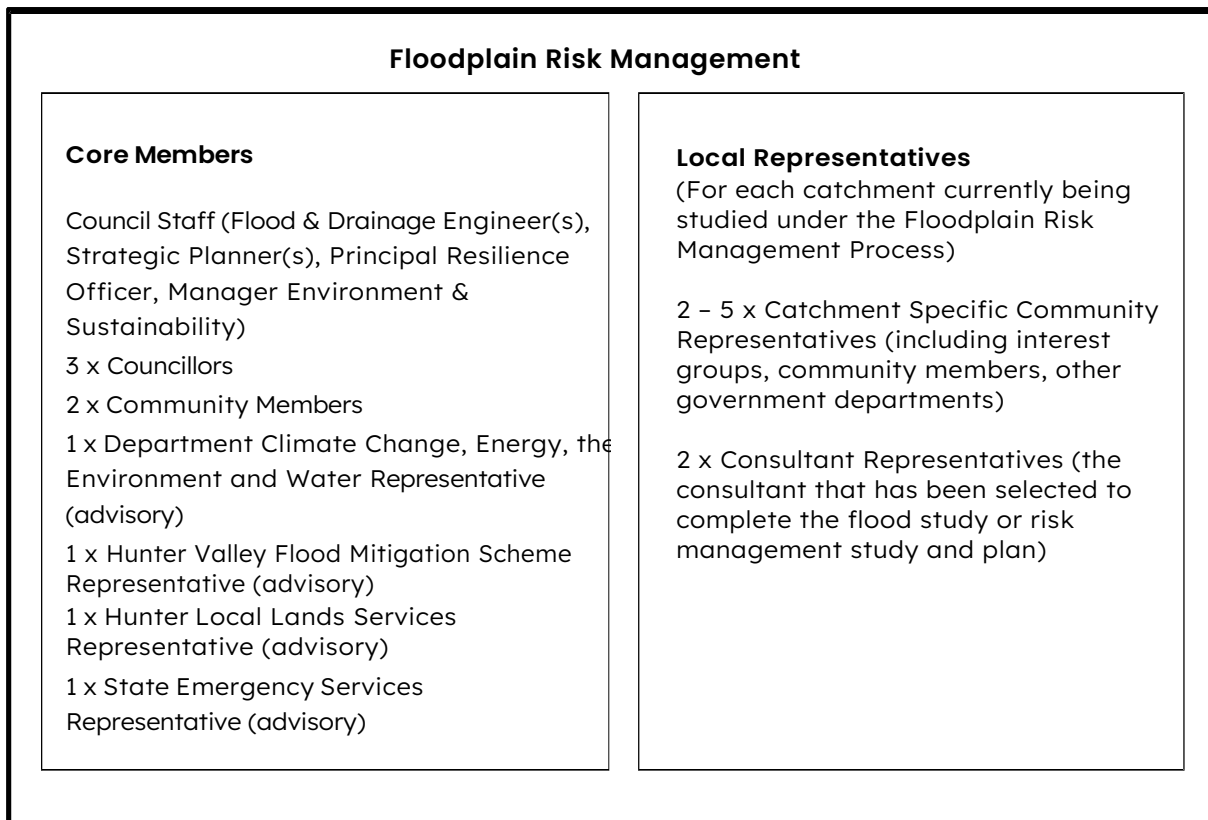 Floodplain Risk Management
Core Members
Council Staff (Flood & Drainage Engineer(s),
Strategic Planner(s), Principal Resilience
Officer, Manager Environment &
Sustainability)
3 x Councillors
2 x Community Members
1 x Department Climate Change, Energy, the
Environment and Water Representative
(advisory)
1 x Hunter Valley Flood Mitigation Scheme
Representative (advisory)
1 x Hunter Local Lands Services
Representative (advisory)
1 x State Emergency Services
Representative (advisory)
Local Representatives
(For each catchment currently being
studied under the Floodplain Risk
Management Process)
2 – 5 x Catchment Specific Community
Representatives (including interest
groups, community members, other
government departments)
2 x Consultant Representatives (the
consultant that has been selected to
complete the flood study or risk
management study and plan)